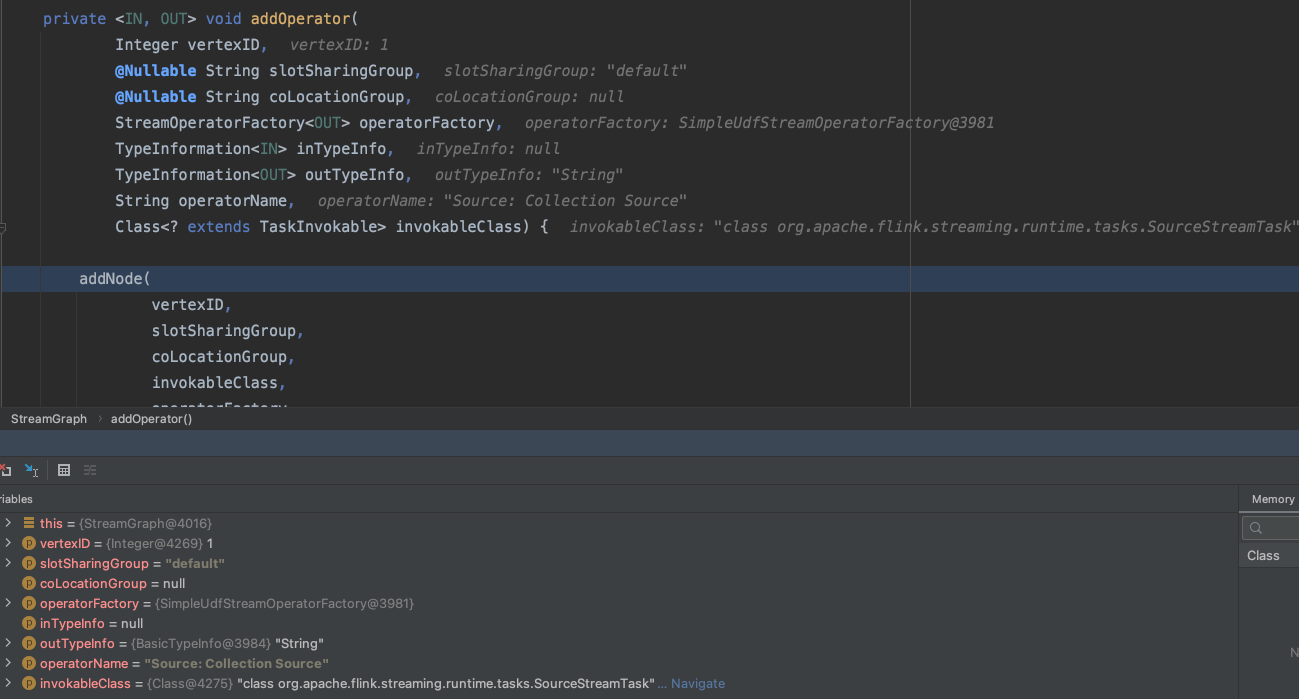 private <IN, OUT> void addOperator(
Integer vertexID, vertexID: 1
@Nullable String slotSharingGroup, slotSharingGroup: "default"
@Nullable String coLocationGroup, coLocationGroup: null
StreamOperatorFactory<OUT> operatorFactory, operatorFactory: SimpleUdfStreamOperatorFactory@3981
TypeInformation<IN> inTypeInfo, inTypeInfo: null
TypeInformation<OUT> outTypeInfo, outTypeInfo: "String"
String operatorName, operatorName: "Source: Collection Source"
Class<? extends TaskInvokable> invokableClass) { invokableClass: "class org.apache.flink.streaming.runtime.tasks.SourceStreamTask"
addNode(
vertexID,
slotSharingGroup,
coLocationGroup,
invokableClass,
operatorFactory
StreamGraph › addOperator()
riables
Memory
this = {StreamGraph@4016}
vertexID = {Integer@4269} 1
slotSharingGroup = "default"
Class
coLocationGroup = null
operatorFactory = {SimpleUdfStreamOperatorFactory@3981}
inTypeInfo = null
outTypeInfo = {BasicTypeInfo@3984} "String"
N
operatorName = "Source: Collection Source"
invokableClass = {Class@4275} "class org.apache.flink.streaming.runtime.tasks.SourceStreamTask"... Navigate